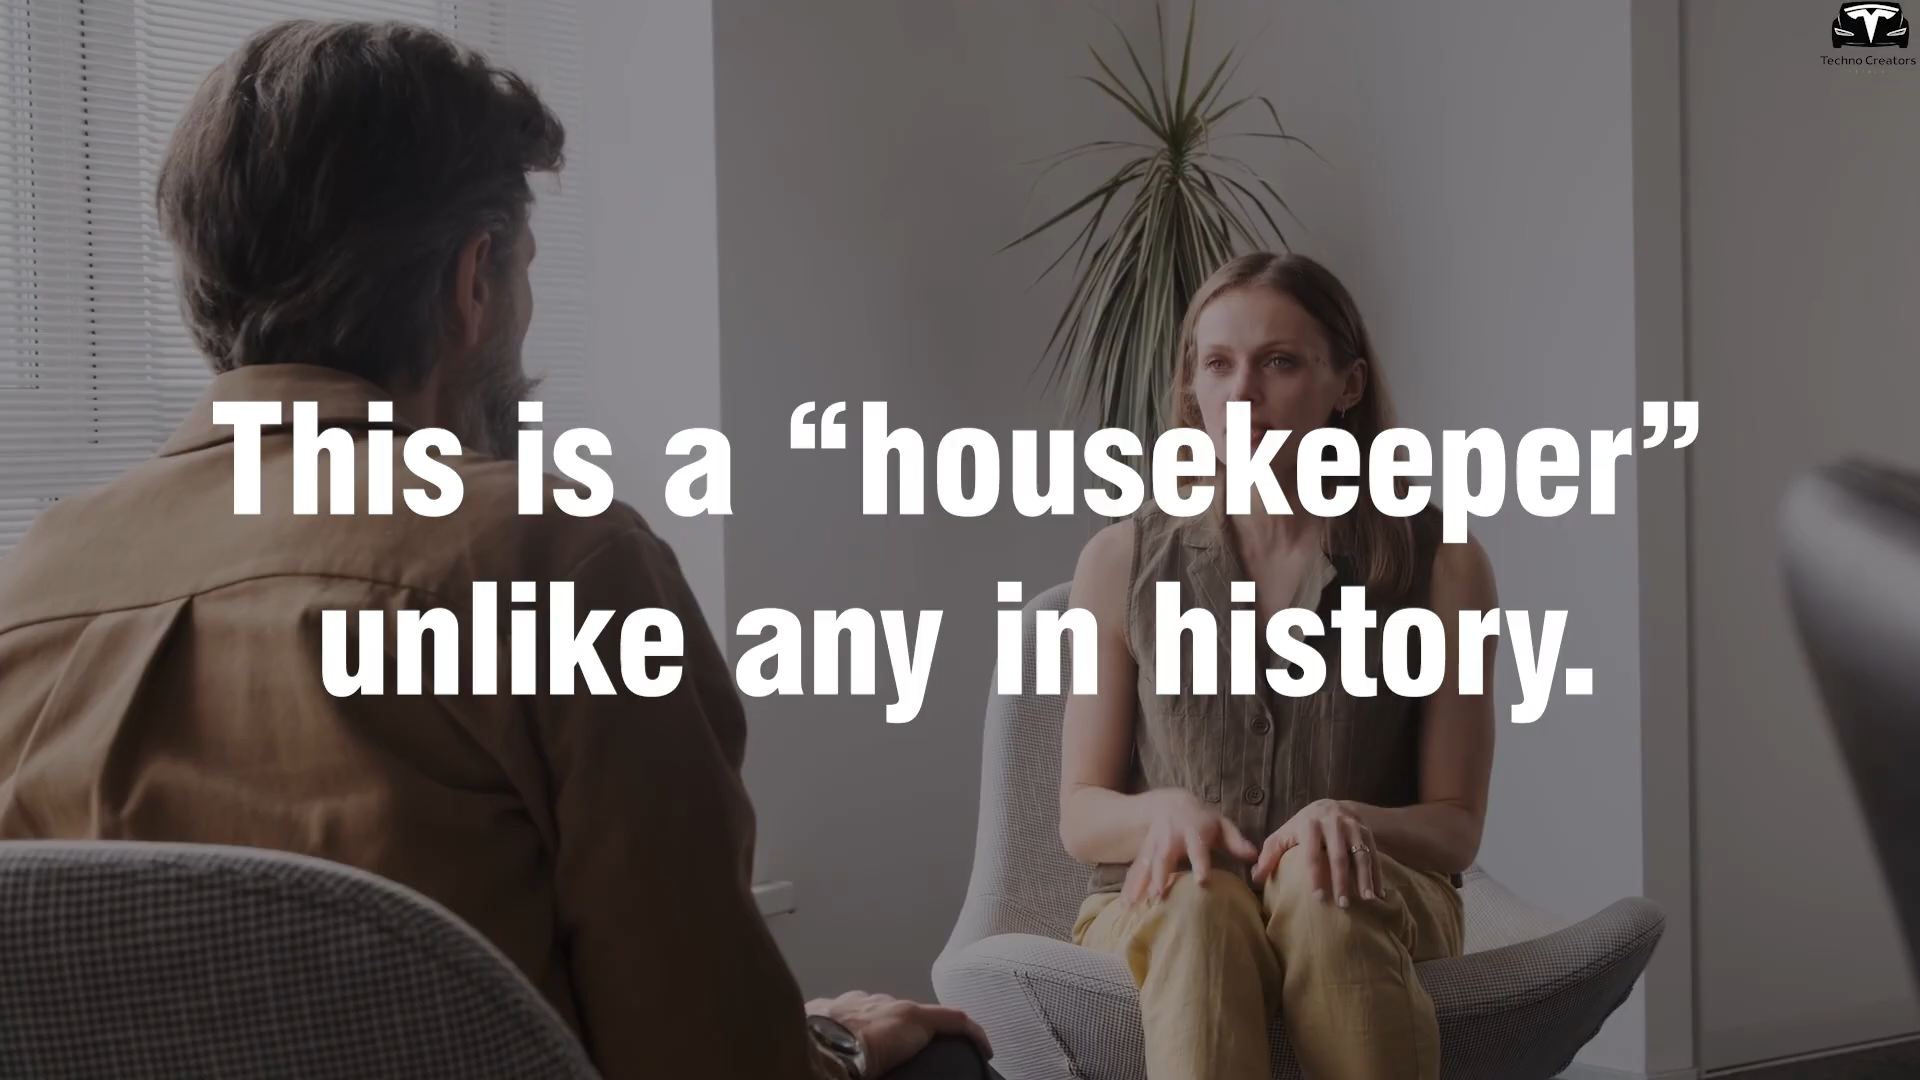 Techno Creators
This is a “housekeeper”
unlike any in history.